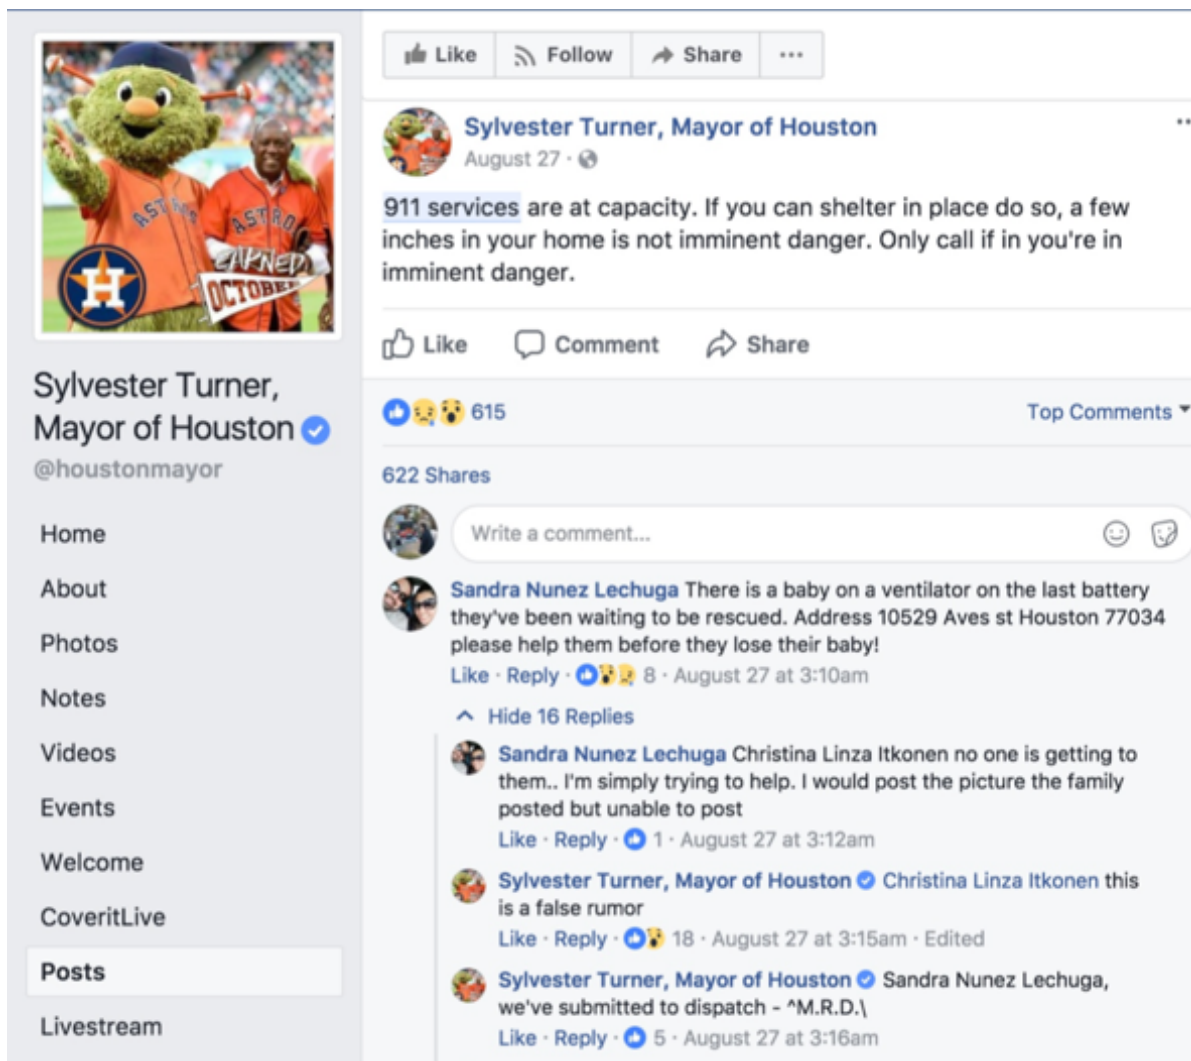 Like Follow Share ...
Sylvester Turner, Mayor of Houston
August 27
911 services are at capacity. If you can shelter in place do so, a few
inches in your home is not imminent danger. Only call if in you're in
imminent danger.
Like Comment Share
615 Top Comments
622 Shares
Write a comment...
Sandra Nunez Lechuga There is a baby on a ventilator on the last battery
they've been waiting to be rescued. Address 10529 Aves st Houston 77034
please help them before they lose their baby!
Like · Reply · 8 · August 27 at 3:10am
Hide 16 Replies
Sandra Nunez Lechuga Christina Linza Itkonen no one is getting to
them.. I'm simply trying to help. I would post the picture the family
posted but unable to post
Like · Reply · 1 · August 27 at 3:12am
Sylvester Turner, Mayor of Houston Christina Linza Itkonen this
is a false rumor
Like · Reply · 18 · August 27 at 3:15am · Edited
Sylvester Turner, Mayor of Houston Sandra Nunez Lechuga,
we've submitted to dispatch - ^M.R.D.\
Like · Reply · 5 · August 27 at 3:16am
ASTROS
ASTRO
EARNED
OCTOBER
H
Sylvester Turner,
Mayor of Houston
@houstonmayor
Home
About
Photos
Notes
Videos
Events
Welcome
CoveritLive
Posts
Livestream